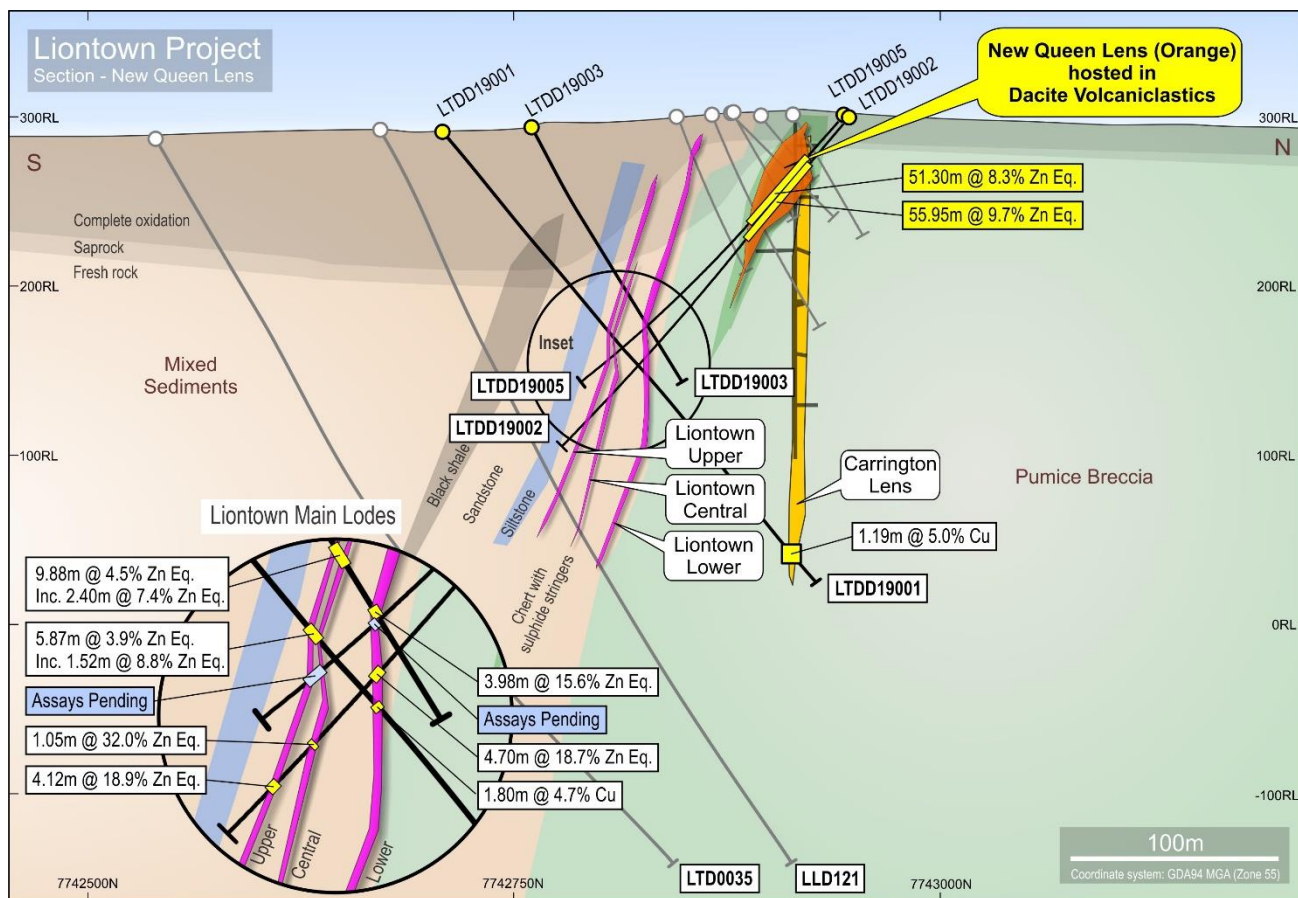 Liontown Project
Section - New Queen Lens
LTDD19001
LTDD19003
LTDD19005
LTDD19002
New Queen Lens (Orange)
hosted in
Dacite Volcaniclastics
300RL
300RL
S
N
51.30m @ 8.3% Zn Eq.
55.95m @ 9.7% Zn Eq.
Complete oxidation
Saprock
Fresh rock
200RL
200RL
Mixed
Sediments
Inset
LTDD19005
LTDD19003
LTDD19002
Liontown
Upper
Black shale
Sandstone
Siltstone
100RL
100RL
Liontown
Central
Carrington
Lens
Pumice Breccia
Liontown Main Lodes
Liontown
Lower
1.19m @ 5.0% Cu
LTDD19001
Chert with
sulphide stringers
9.88m @ 4.5% Zn Eq.
Inc. 2.40m @ 7.4% Zn Eq.
0RL
5.87m @ 3.9% Zn Eq.
Inc. 1.52m @ 8.8% Zn Eq.
3.98m @ 15.6% Zn Eq.
Assays Pending
Assays Pending
1.05m @ 32.0% Zn Eq.
4.70m @ 18.7% Zn Eq.
4.12m @ 18.9% Zn Eq.
1.80m @ 4.7% Cu
-100RL
Upper
Central
Lower
100m
Coordinate system: GDA94 MGA (Zone 55)
LTD0035
LLD121
7742500N
7742750N
7743000N